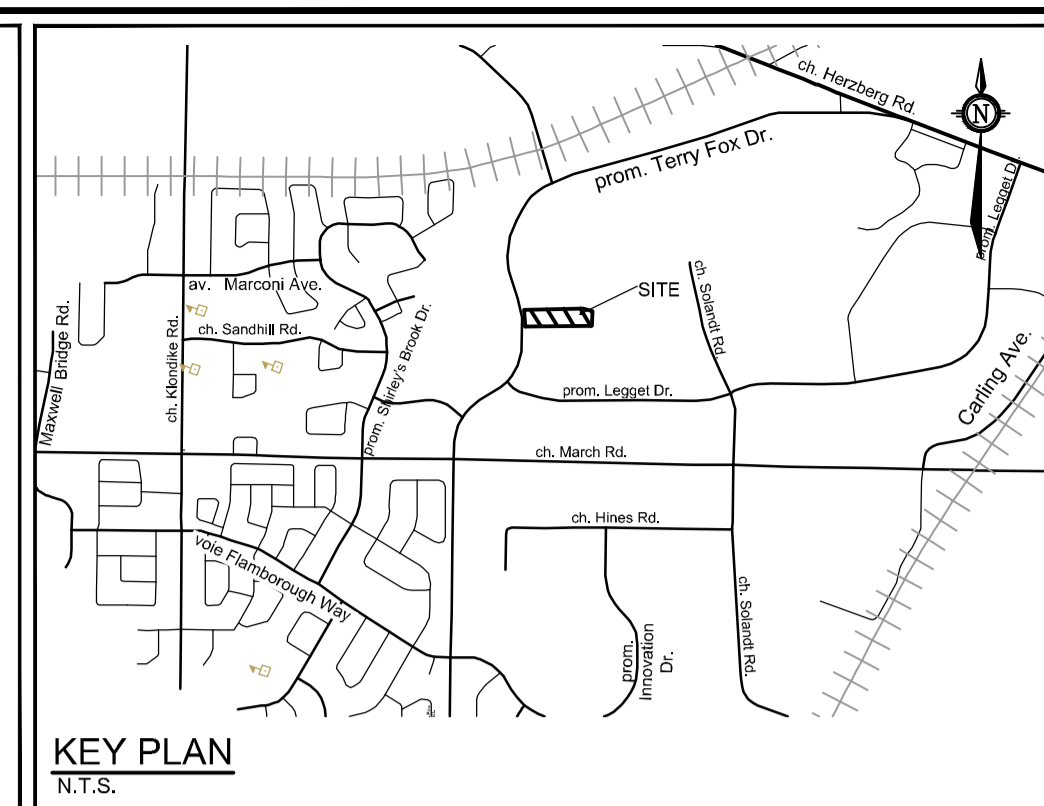 ch. Herzberg Rd.
N
prom. Terry Fox Dr.
prom. Legget Dr.
SITE
ch. Solandt Rd.
av. Marconi Ave.
ch. Sandhill Rd.
prom. Shirley's Brook Dr.
Maxwell Bridge Rd.
ch. Klondike Rd.
prom. Legget Dr.
Carling Ave.
ch. March Rd.
ch. Hines Rd.
voie Flamborough Way
prom.
Innovation
Dr.
ch. Solandt Rd.
KEY PLAN
N.T.S.